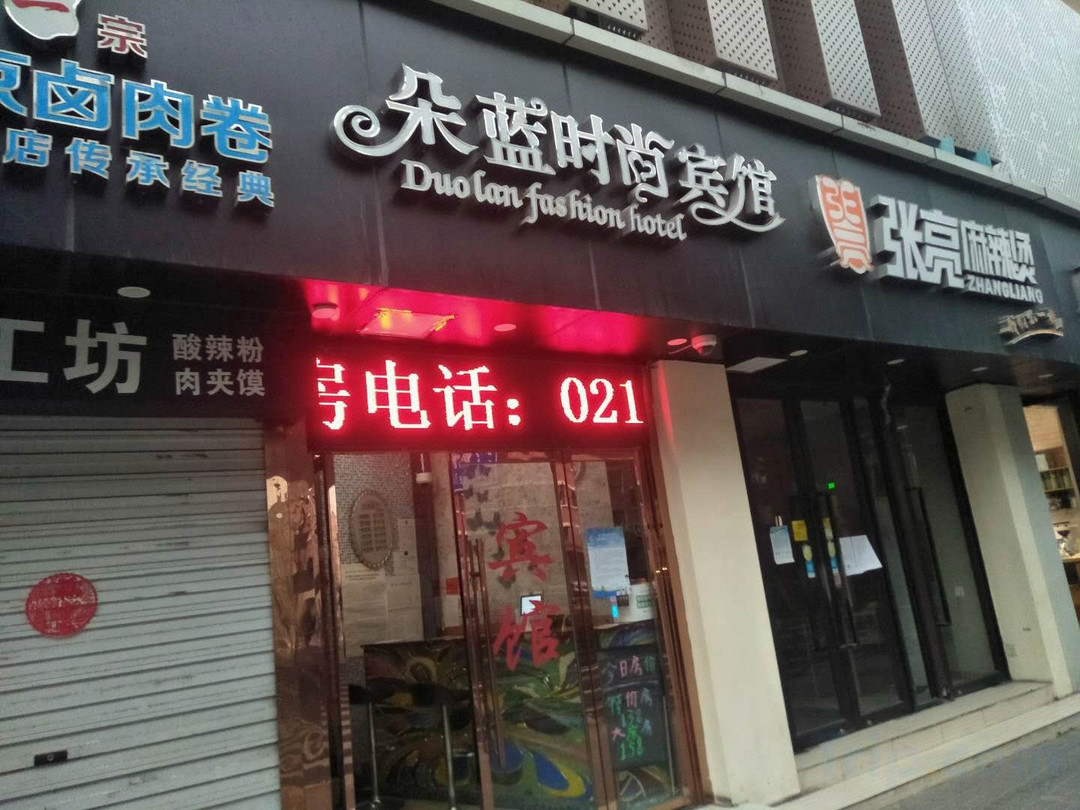 宗
卤肉卷
店传承经典
朵蓝时尚宾馆
Duo lan fashion hotel
张亮麻辣烫
ZHANGLIANG
工坊
酸辣粉
肉夹馍
房电话：021
宾馆
今日房价